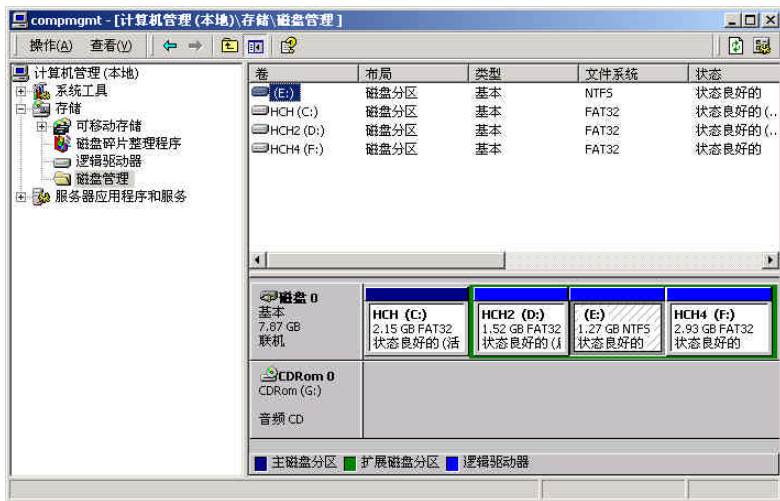 compmgmt - [计算机管理(本地)\存储\磁盘管理]
操作(A) 查看(V)
计算机管理(本地)
系统工具
存储
可移动存储
磁盘碎片整理程序
逻辑驱动器
磁盘管理
服务器应用程序和服务
卷 布局 类型 文件系统 状态
(E:) 磁盘分区 基本 NTFS 状态良好的
HCH (C:) 磁盘分区 基本 FAT32 状态良好的(..
HCH2 (D:) 磁盘分区 基本 FAT32 状态良好的(..
HCH4 (F:) 磁盘分区 基本 FAT32 状态良好的
磁盘 0
基本
7.87 GB
联机
HCH (C:)
2.15 GB FAT32
状态良好的(活
HCH2 (D:)
1.52 GB FAT32
状态良好的(
(E:)
1.27 GB NTFS
状态良好的
HCH4 (F:)
2.93 GB FAT32
状态良好的
CDRom 0
CDRom (G:)
音频 CD
主磁盘分区 扩展磁盘分区 逻辑驱动器